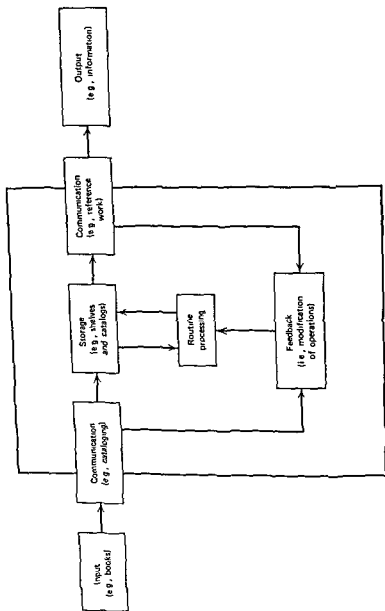 Input
(e g, books)
Communication
(e g, cataloging)
Storage
(e g, shelves
and catalogs)
Communication
(e g, reference
work)
Output
(e g, information)
Routine
processing
Feedback
(i e, modification
of operations)